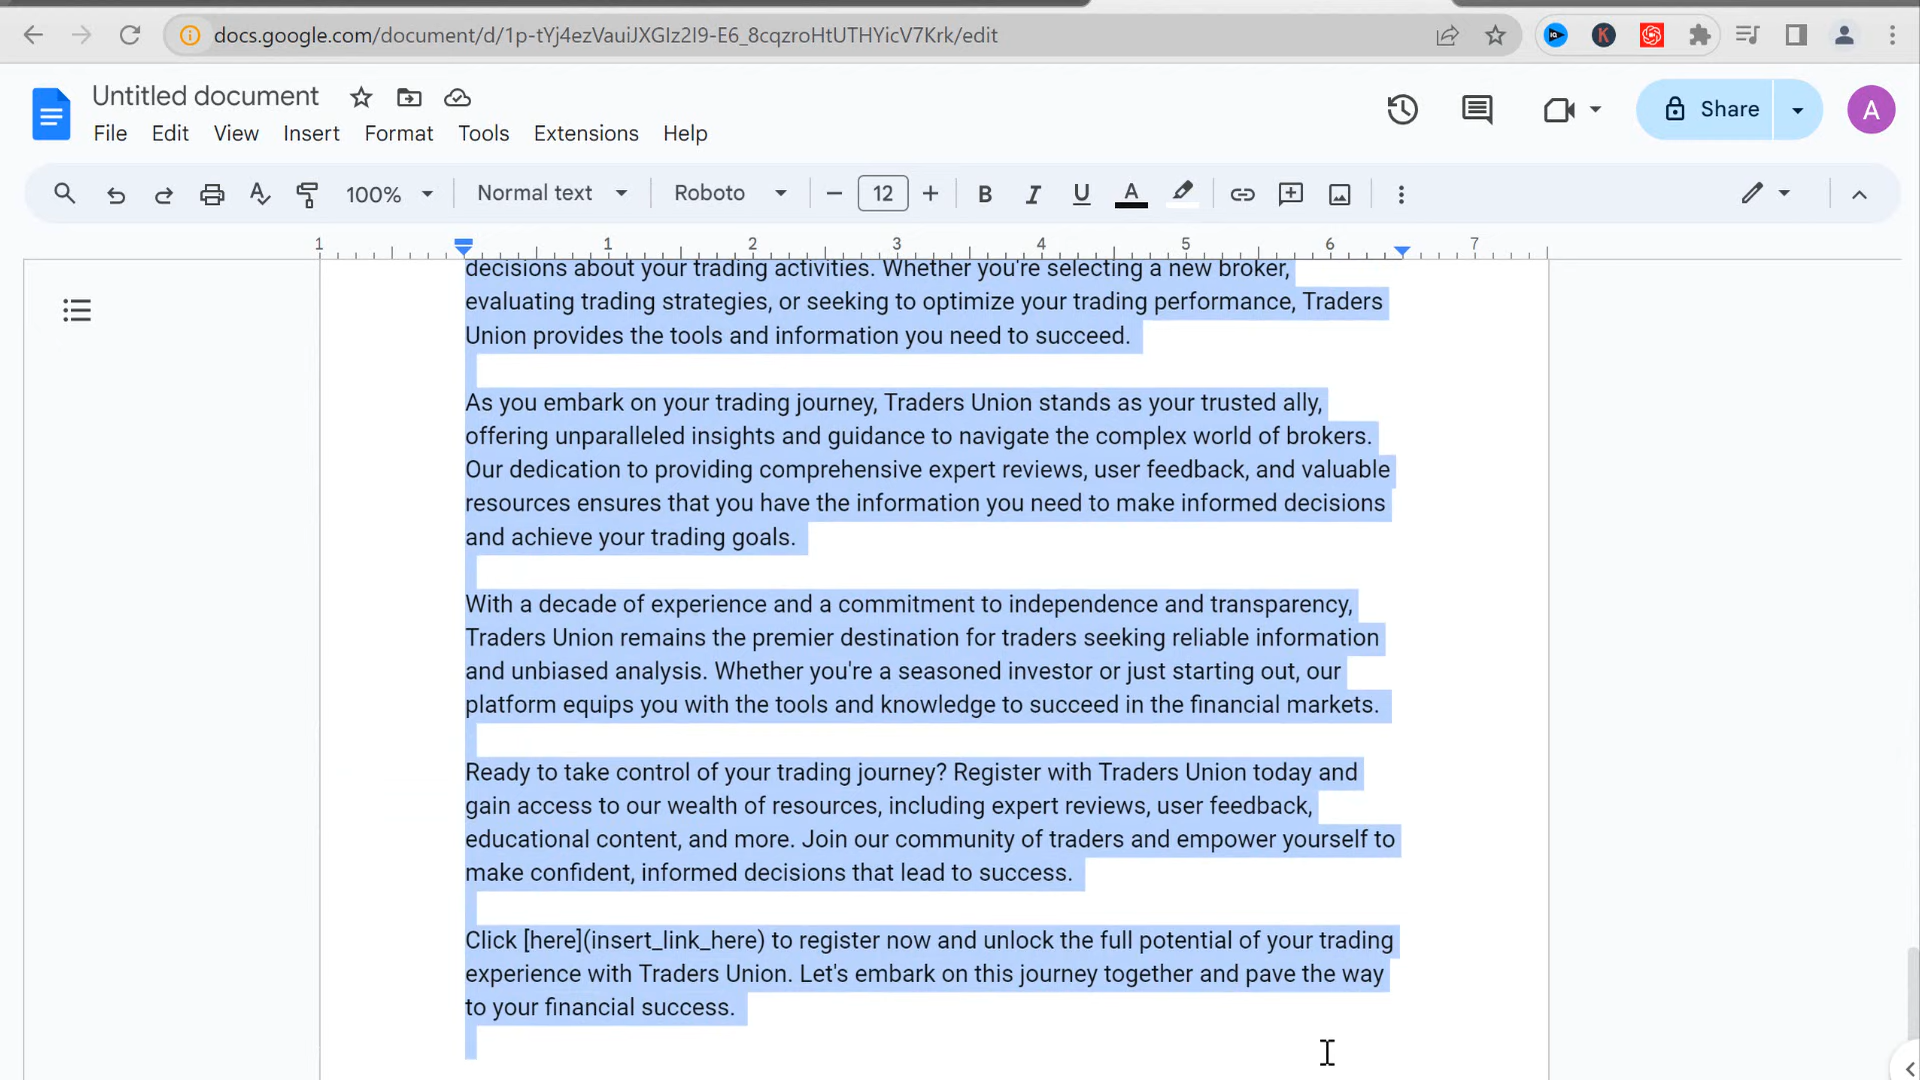 docs.google.com/document/d/1p-tYj4ezVauiJXGIz2I9-E6_8cqzroHtUTHYicV7Krk/edit
Untitled document
File Edit View Insert Format Tools Extensions Help
Share
A
100% Normal text Roboto 12 B I U A
1 1 2 3 4 5 6 7
decisions about your trading activities. Whether you're selecting a new broker,
evaluating trading strategies, or seeking to optimize your trading performance, Traders
Union provides the tools and information you need to succeed.
As you embark on your trading journey, Traders Union stands as your trusted ally,
offering unparalleled insights and guidance to navigate the complex world of brokers.
Our dedication to providing comprehensive expert reviews, user feedback, and valuable
resources ensures that you have the information you need to make informed decisions
and achieve your trading goals.
With a decade of experience and a commitment to independence and transparency,
Traders Union remains the premier destination for traders seeking reliable information
and unbiased analysis. Whether you're a seasoned investor or just starting out, our
platform equips you with the tools and knowledge to succeed in the financial markets.
Ready to take control of your trading journey? Register with Traders Union today and
gain access to our wealth of resources, including expert reviews, user feedback,
educational content, and more. Join our community of traders and empower yourself to
make confident, informed decisions that lead to success.
Click [here](insert_link_here) to register now and unlock the full potential of your trading
experience with Traders Union. Let's embark on this journey together and pave the way
to your financial success.